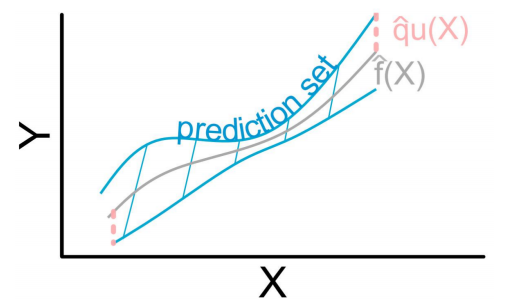 q̂u(X)
f̂(X)
prediction set
Y
X